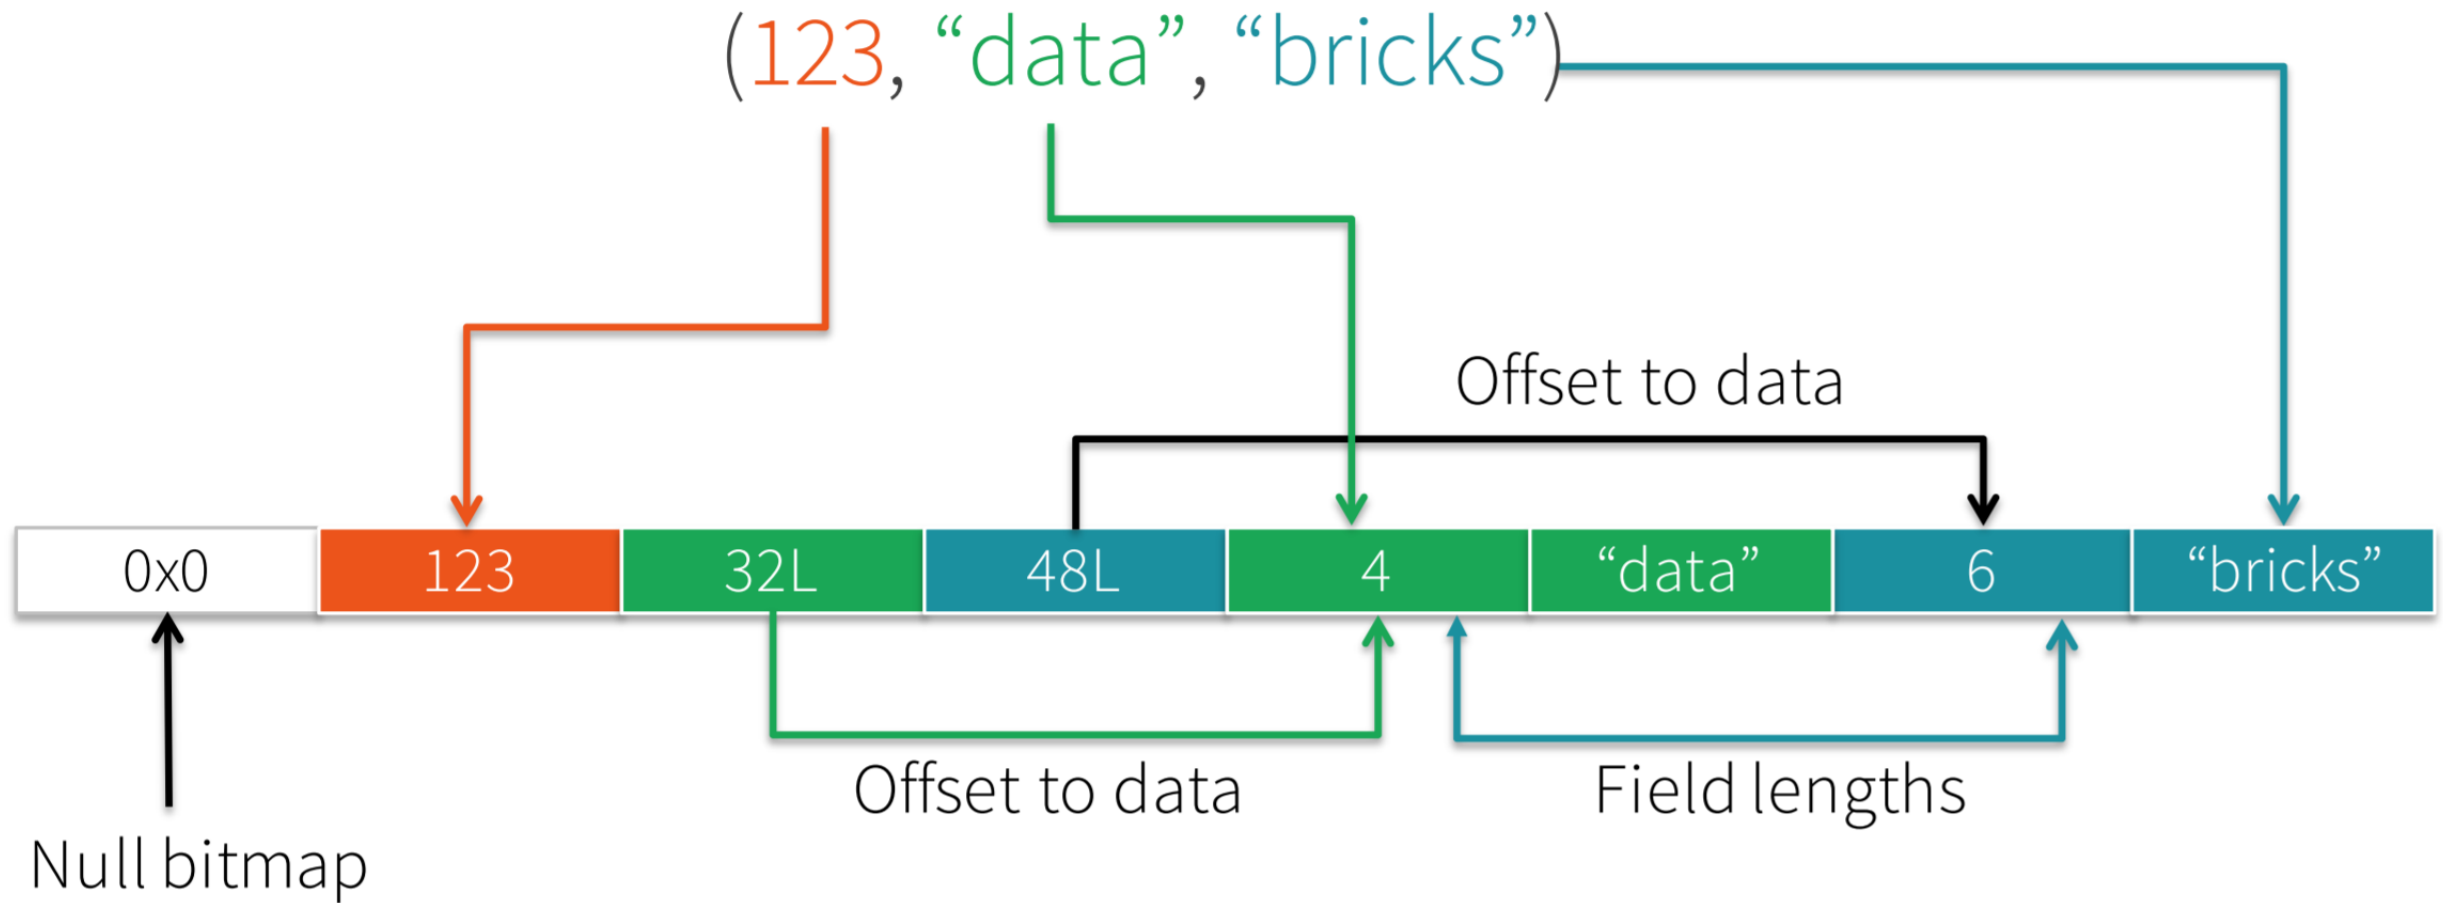 (123, “data”, “bricks”)
Offset to data
0x0 123 32L 48L 4 “data” 6 “bricks”
Offset to data
Field lengths
Null bitmap